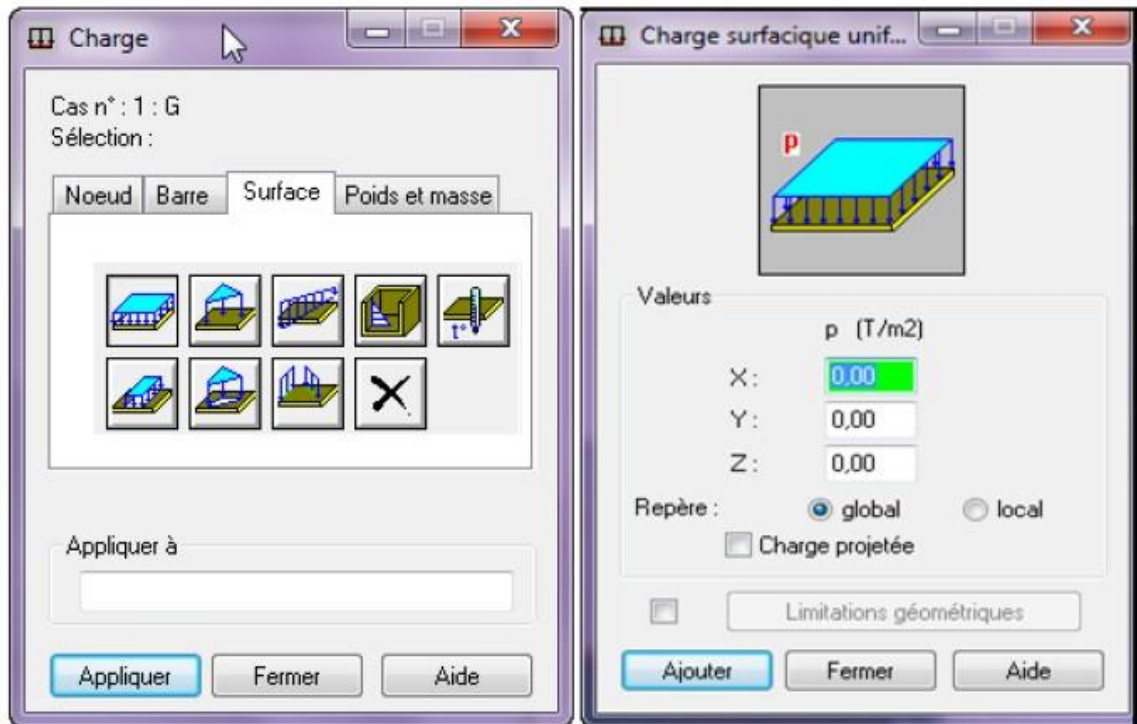 Charge
Cas n° : 1 : G
Sélection :
Noeud Barre Surface Poids et masse
t°
Appliquer à
Appliquer Fermer Aide
Charge surfacique unif...
p
Valeurs
p (T/m2)
X : 0,00
Y : 0,00
Z : 0,00
Repère : global local
Charge projetée
Limitations géométriques
Ajouter Fermer Aide